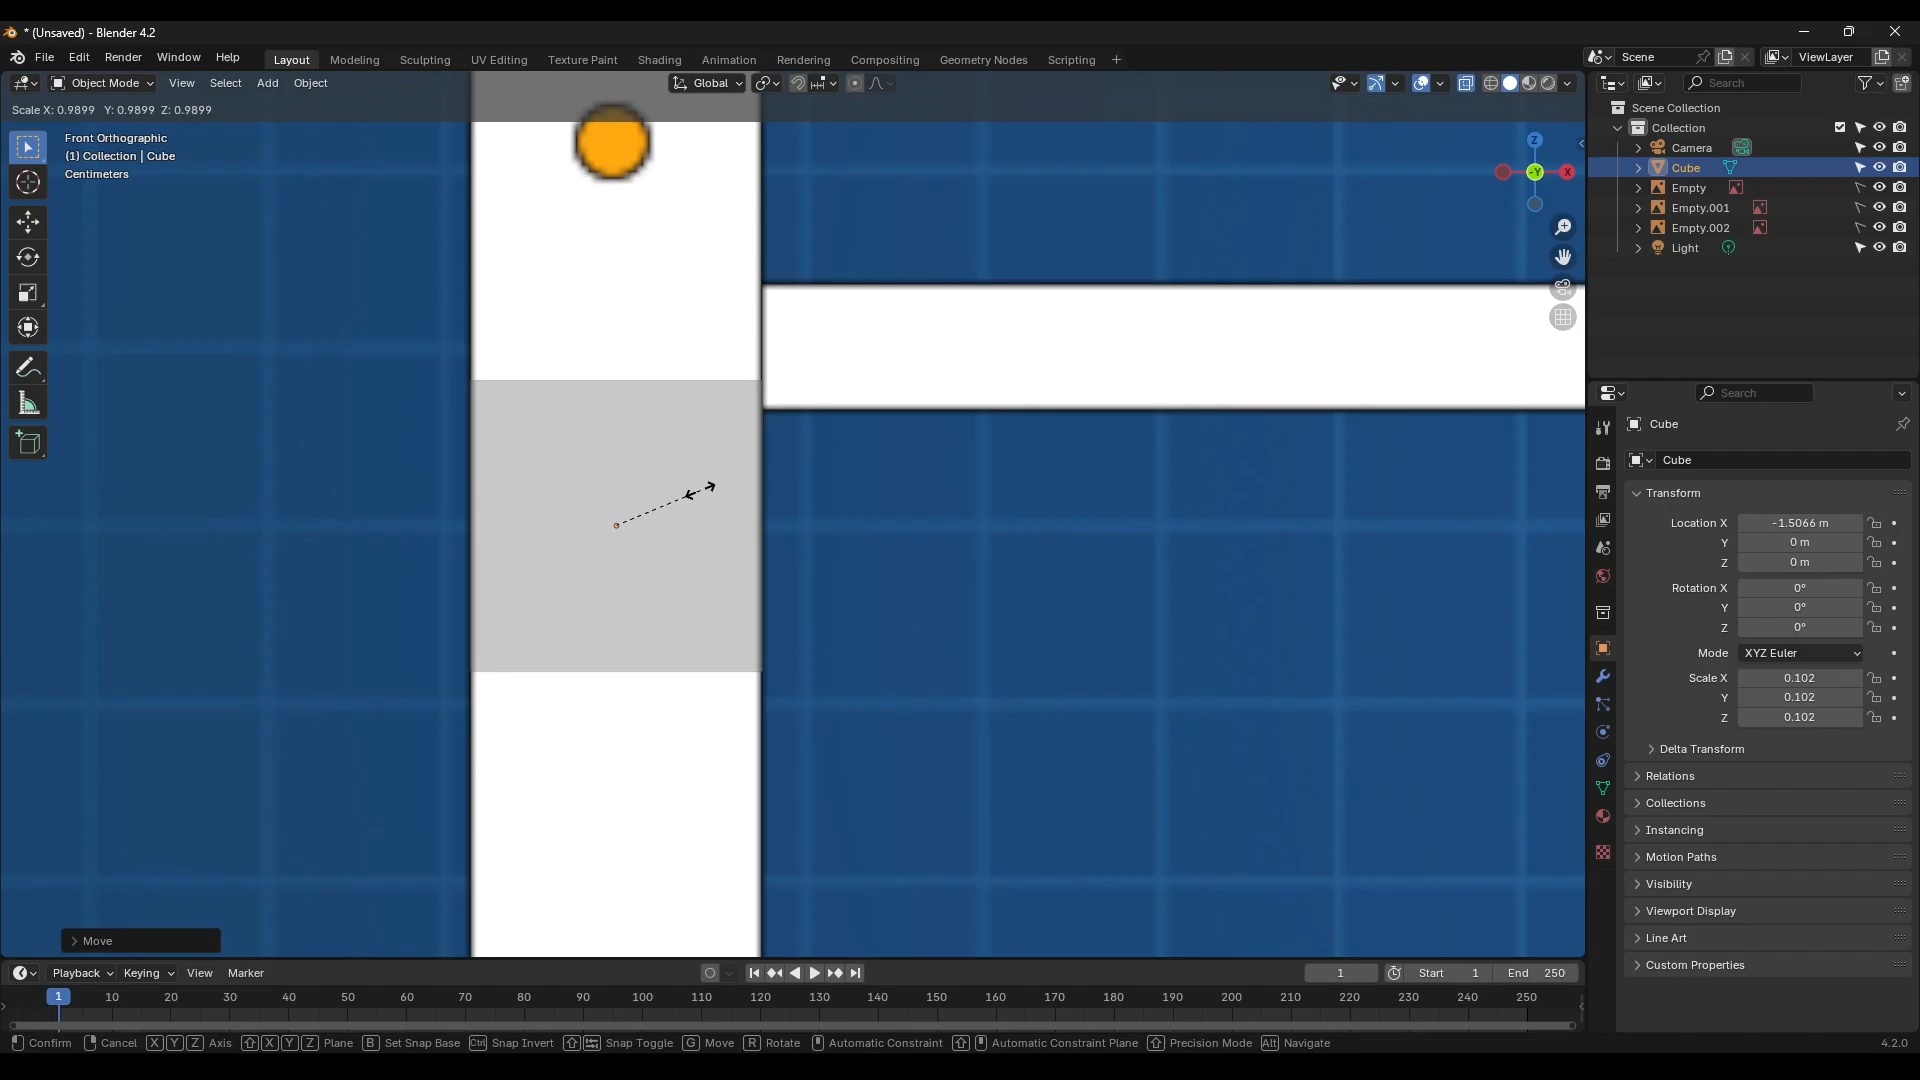 * (Unsaved) - Blender 4.2
File Edit Render Window Help Layout Modeling Sculpting UV Editing Texture Paint Shading Animation Rendering Compositing Geometry Nodes Scripting + Scene ViewLayer
Object Mode View Select Add Object Global Search
Scale X: 0.9899 Y: 0.9899 Z: 0.9899
Scene Collection
Collection
Camera
Cube
Empty
Empty.001
Empty.002
Light
Front Orthographic
(1) Collection | Cube
Centimeters
Z
-Y
X
Search
Cube
Cube
Transform
Location X -1.5066 m
Y 0 m
Z 0 m
Rotation X 0°
Y 0°
Z 0°
Mode XYZ Euler
Scale X 0.102
Y 0.102
Z 0.102
Delta Transform
Relations
Collections
Instancing
Motion Paths
Visibility
Viewport Display
Line Art
Custom Properties
Move
Playback Keying View Marker 1 Start 1 End 250
1 10 20 30 40 50 60 70 80 90 100 110 120 130 140 150 160 170 180 190 200 210 220 230 240 250
Confirm Cancel X Y Z Axis X Y Z Plane B Set Snap Base Ctrl Snap Invert Snap Toggle G Move R Rotate Automatic Constraint Automatic Constraint Plane Precision Mode Alt Navigate 4.2.0